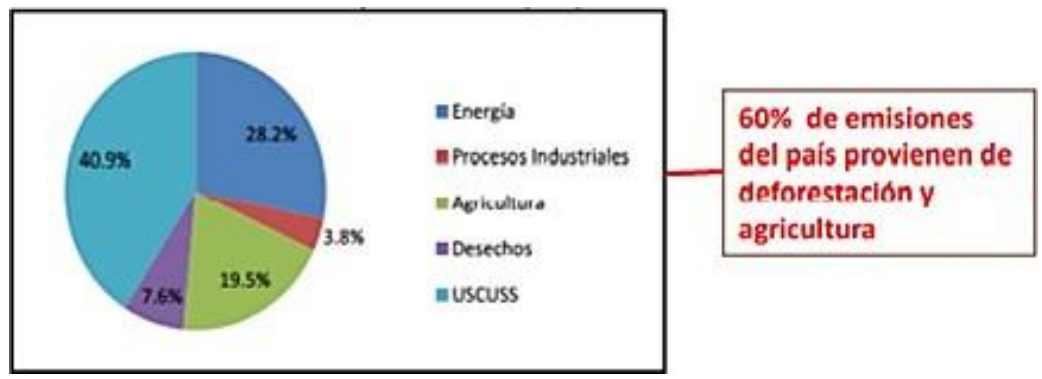 28.2%
3.8%
19.5%
7.6%
40.9%
Energía
Procesos Industriales
Agricultura
Desechos
USCUSS
60% de emisiones
del país provienen de
deforestación y
agricultura